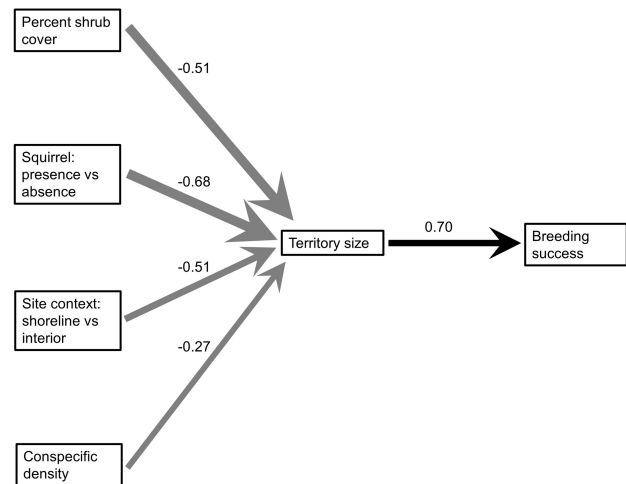 Percent shrub
cover
-0.51
Squirrel:
presence vs
absence
-0.68
Territory size
0.70
Breeding
success
-0.51
Site context:
shoreline vs
interior
-0.27
Conspecific
density